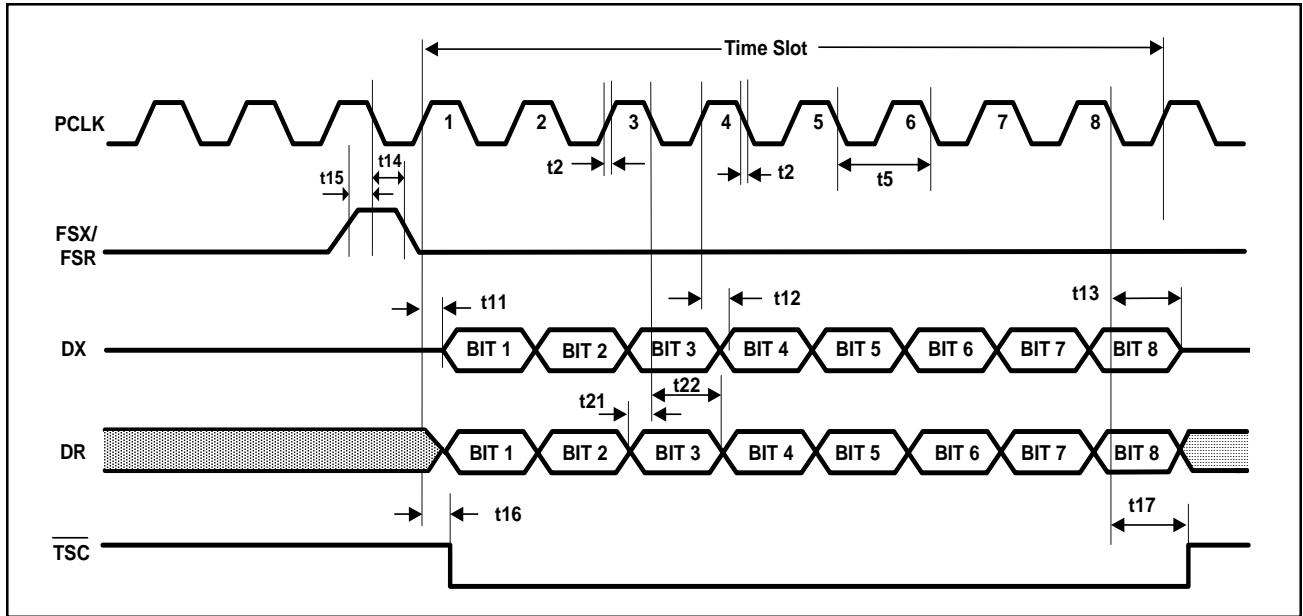 Time Slot
PCLK
1 2 3 4 5 6 7 8
t2
t2
t5
t15
t14
FSX/
FSR
t11
t12
t13
DX
BIT 1 BIT 2 BIT 3 BIT 4 BIT 5 BIT 6 BIT 7 BIT 8
t21
t22
DR
BIT 1 BIT 2 BIT 3 BIT 4 BIT 5 BIT 6 BIT 7 BIT 8
t16
t17
TSC